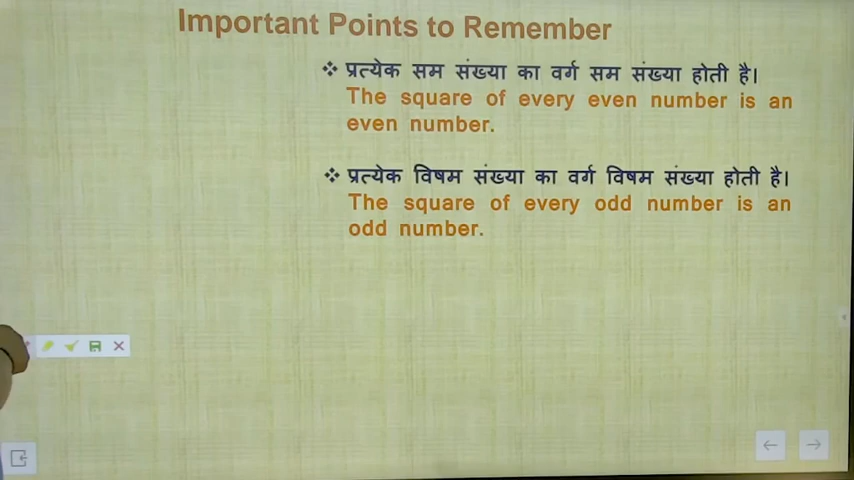 Important Points to Remember
❖ प्रत्येक सम संख्या का वर्ग सम संख्या होती है।
The square of every even number is an
even number.
❖ प्रत्येक विषम संख्या का वर्ग विषम संख्या होती है।
The square of every odd number is an
odd number.